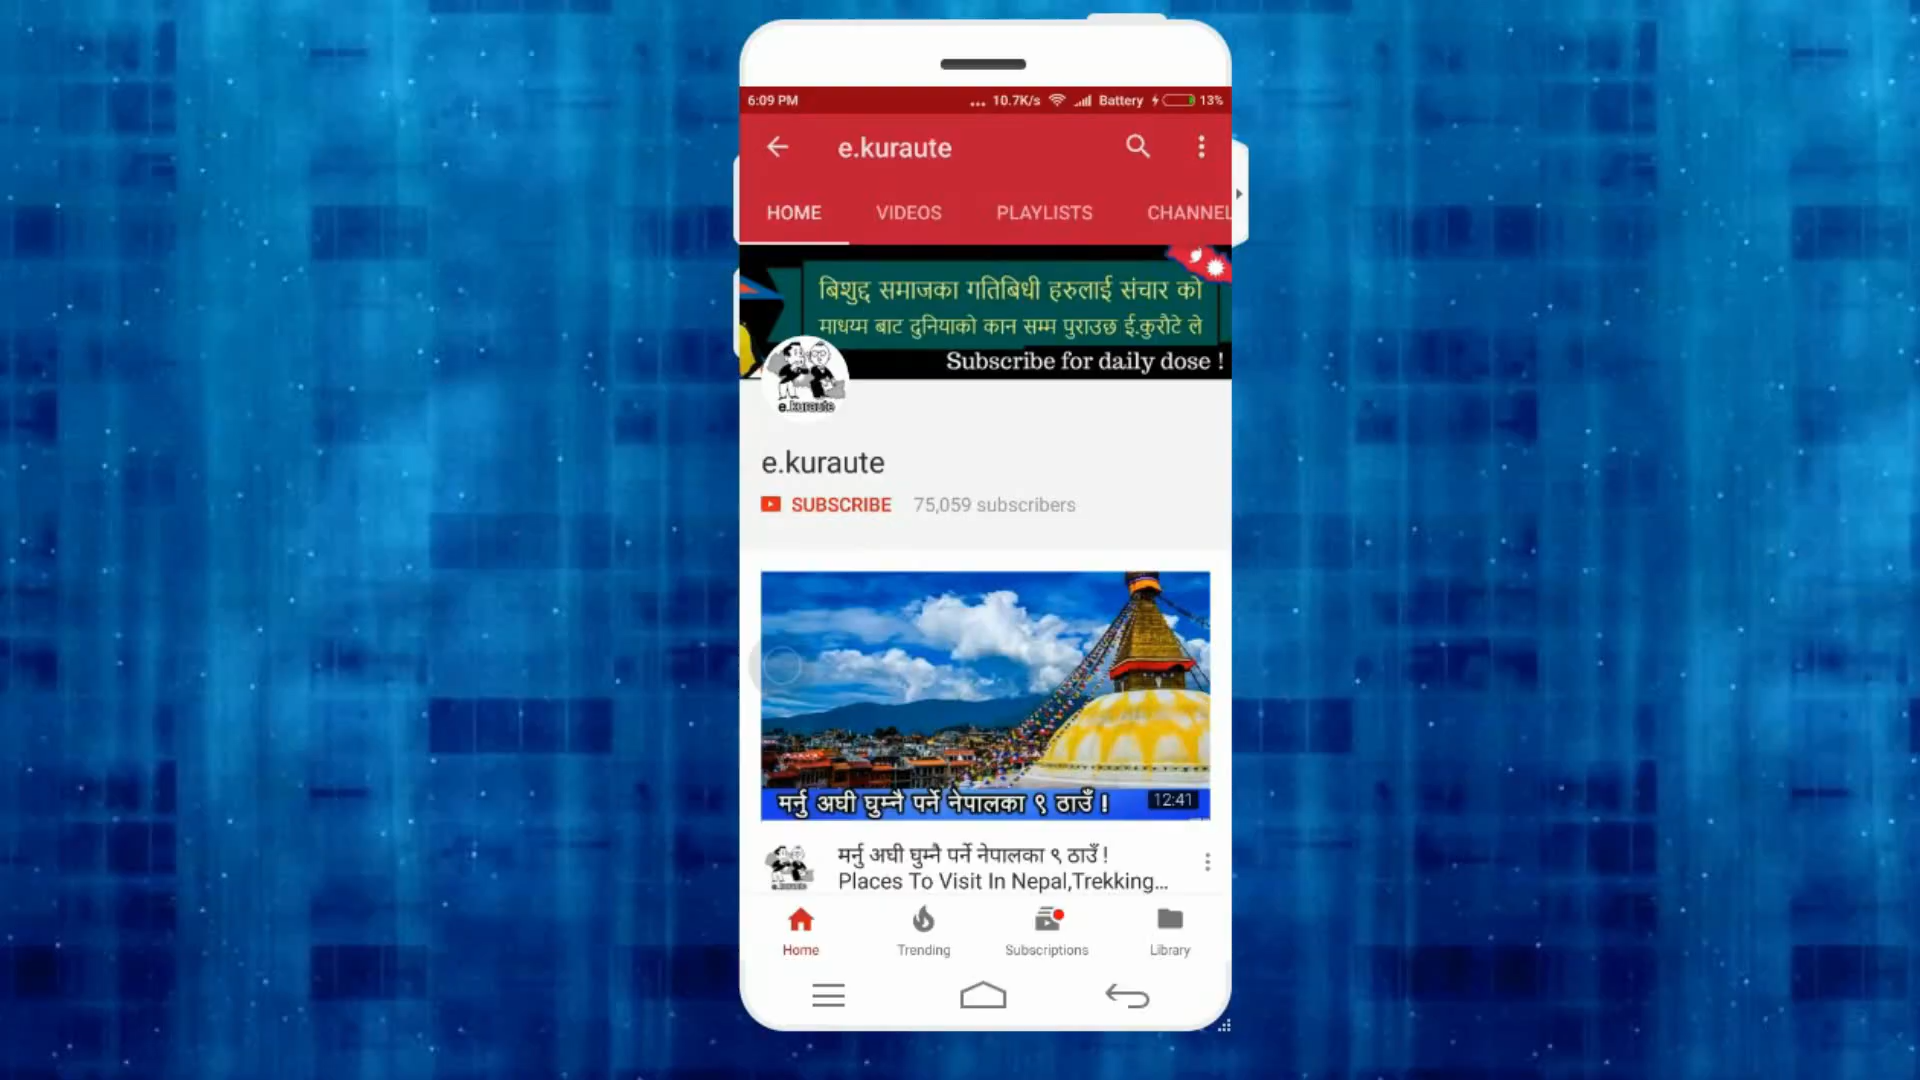 6:09 PM ... 10.7K/s Battery 13%
e.kuraute
HOME VIDEOS PLAYLISTS CHANNEL
बिशुद्द समाजका गतिबिधी हरुलाई संचार को
माधय्म बाट दुनियाको कान सम्म पुराउछ ई.कुरौटे ले
Subscribe for daily dose !
e.kuraute
e.kuraute
SUBSCRIBE 75,059 subscribers
मर्नु अघी घुम्नै पर्ने नेपालका ९ ठाउँ !
12:41
मर्नु अघी घुम्नै पर्ने नेपालका ९ ठाउँ !
Places To Visit In Nepal,Trekking...
Home Trending Subscriptions Library